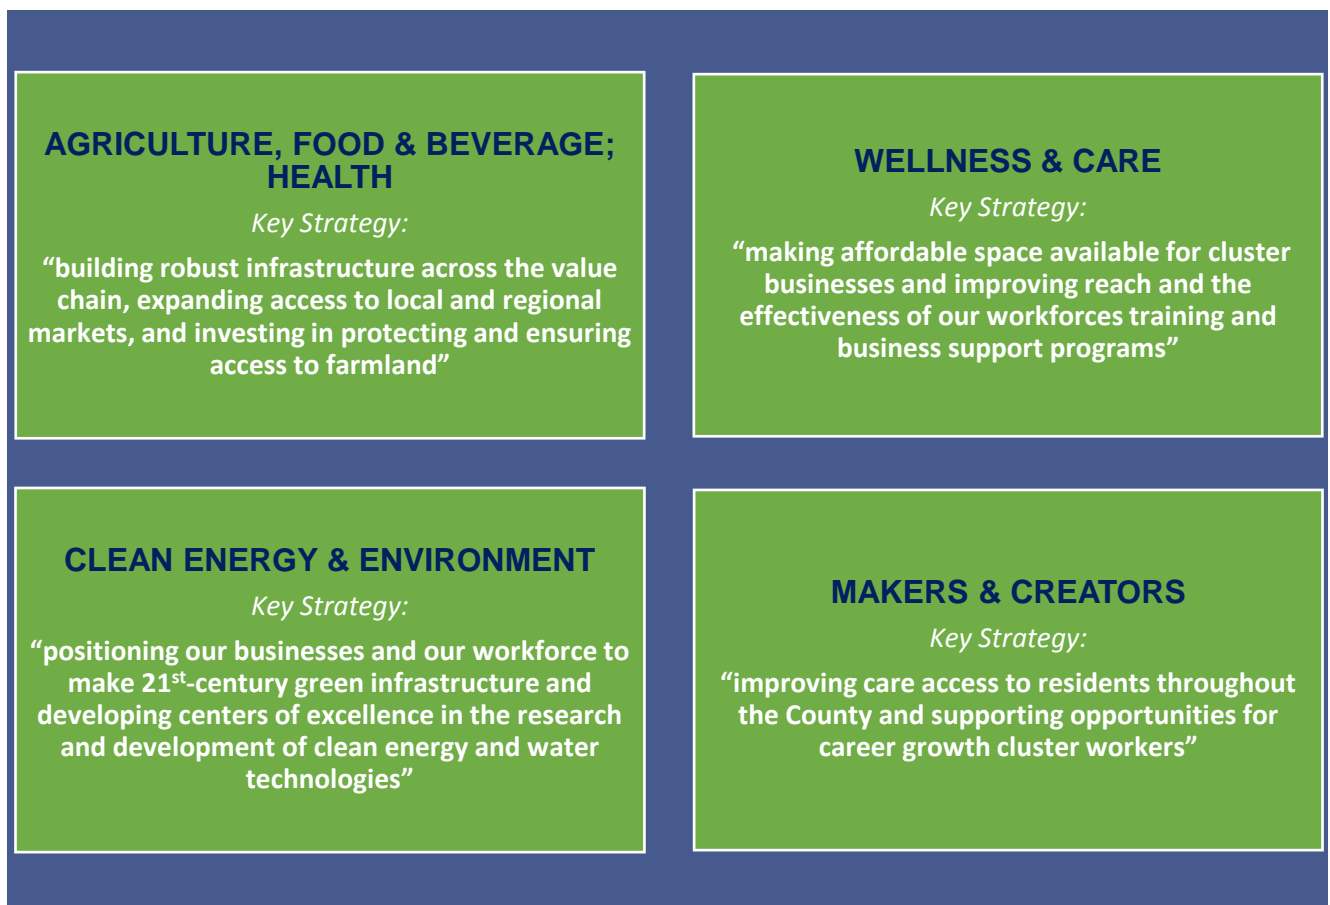 AGRICULTURE, FOOD & BEVERAGE;
HEALTH
Key Strategy:
“building robust infrastructure across the value
chain, expanding access to local and regional
markets, and investing in protecting and ensuring
access to farmland”
WELLNESS & CARE
Key Strategy:
“making affordable space available for cluster
businesses and improving reach and the
effectiveness of our workforces training and
business support programs”
CLEAN ENERGY & ENVIRONMENT
Key Strategy:
“positioning our businesses and our workforce to
make 21st-century green infrastructure and
developing centers of excellence in the research
and development of clean energy and water
technologies”
MAKERS & CREATORS
Key Strategy:
“improving care access to residents throughout
the County and supporting opportunities for
career growth cluster workers”